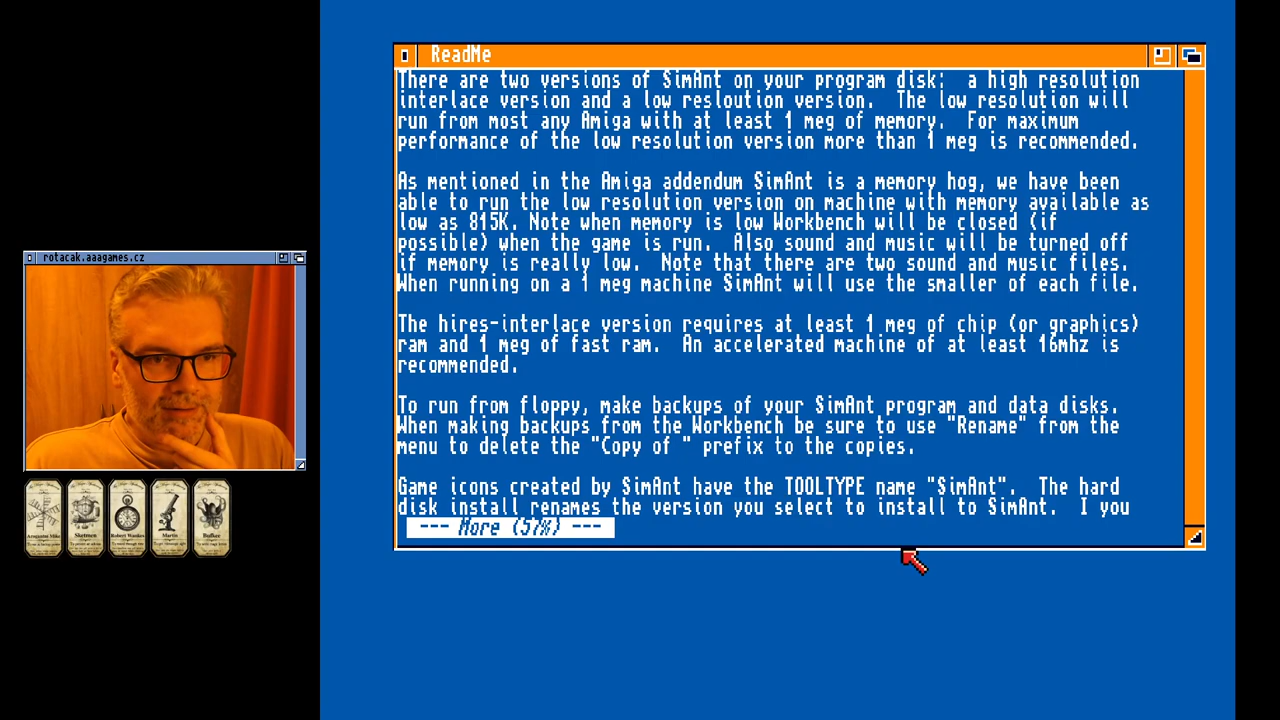 ReadMe
There are two versions of SimAnt on your program disk:  a high resolution
interlace version and a low resloution version.  The low resolution will
run from most any Amiga with at least 1 meg of memory.  For maximum
performance of the low resolution version more than 1 meg is recommended.
As mentioned in the Amiga addendum SimAnt is a memory hog, we have been
able to run the low resolution version on machine with memory available as
low as 815K. Note when memory is low Workbench will be closed (if
possible) when the game is run.  Also sound and music will be turned off
if memory is really low.  Note that there are two sound and music files.
When running on a 1 meg machine SimAnt will use the smaller of each file.
The hires-interlace version requires at least 1 meg of chip (or graphics)
ram and 1 meg of fast ram.  An accelerated machine of at least 16mhz is
recommended.
To run from floppy, make backups of your SimAnt program and data disks.
When making backups from the Workbench be sure to use "Rename" from the
menu to delete the "Copy of " prefix to the copies.
Game icons created by SimAnt have the TOOLTYPE name "SimAnt".  The hard
disk install renames the version you select to install to SimAnt.  I you
--- More (57%) ---
rotacak.aaagames.cz
Sketmen
Martin